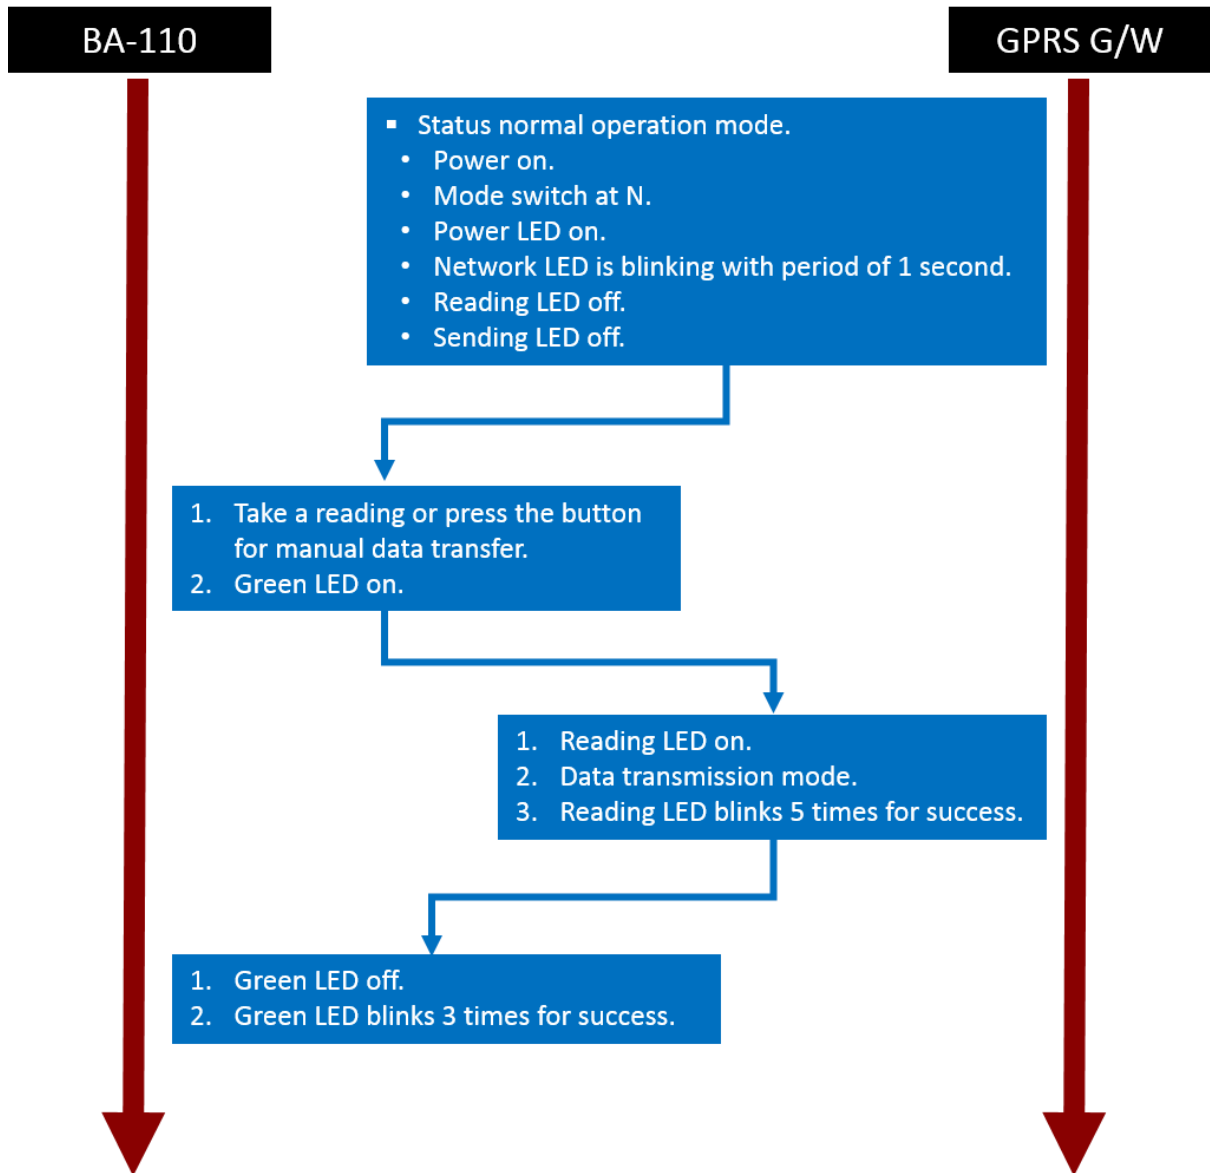 BA-110
GPRS G/W
▪ Status normal operation mode.
• Power on.
• Mode switch at N.
• Power LED on.
• Network LED is blinking with period of 1 second.
• Reading LED off.
• Sending LED off.
1. Take a reading or press the button
for manual data transfer.
2. Green LED on.
1. Reading LED on.
2. Data transmission mode.
3. Reading LED blinks 5 times for success.
1. Green LED off.
2. Green LED blinks 3 times for success.